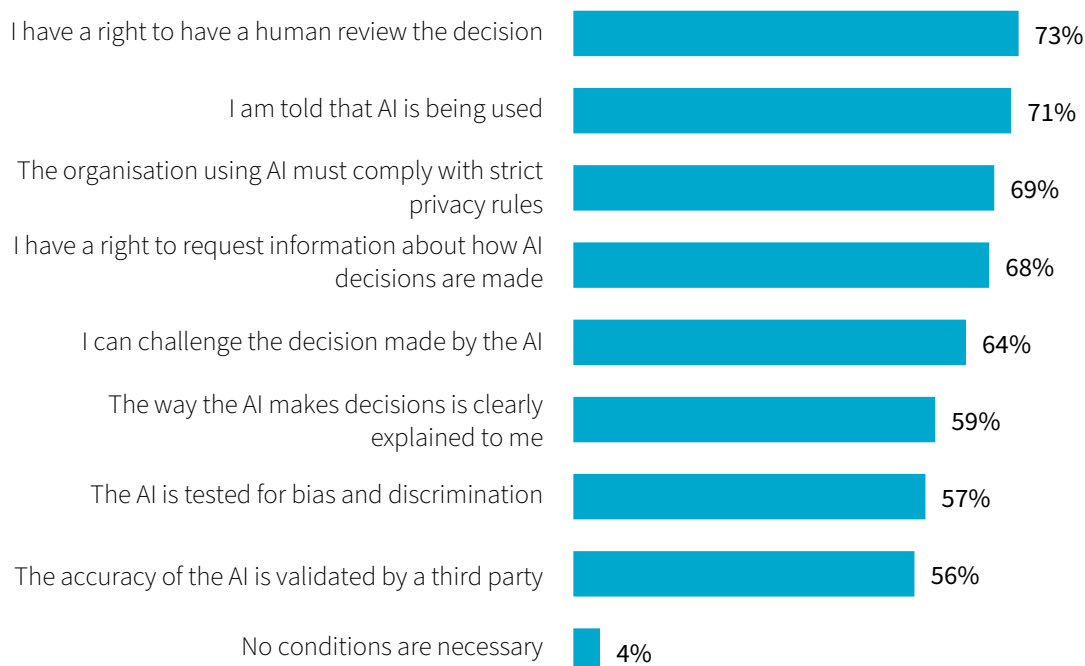 I have a right to have a human review the decision
73%
I am told that AI is being used
71%
The organisation using AI must comply with strict
privacy rules
69%
I have a right to request information about how AI
decisions are made
68%
I can challenge the decision made by the AI
64%
The way the AI makes decisions is clearly
explained to me
59%
The AI is tested for bias and discrimination
57%
The accuracy of the AI is validated by a third party
56%
No conditions are necessary
4%